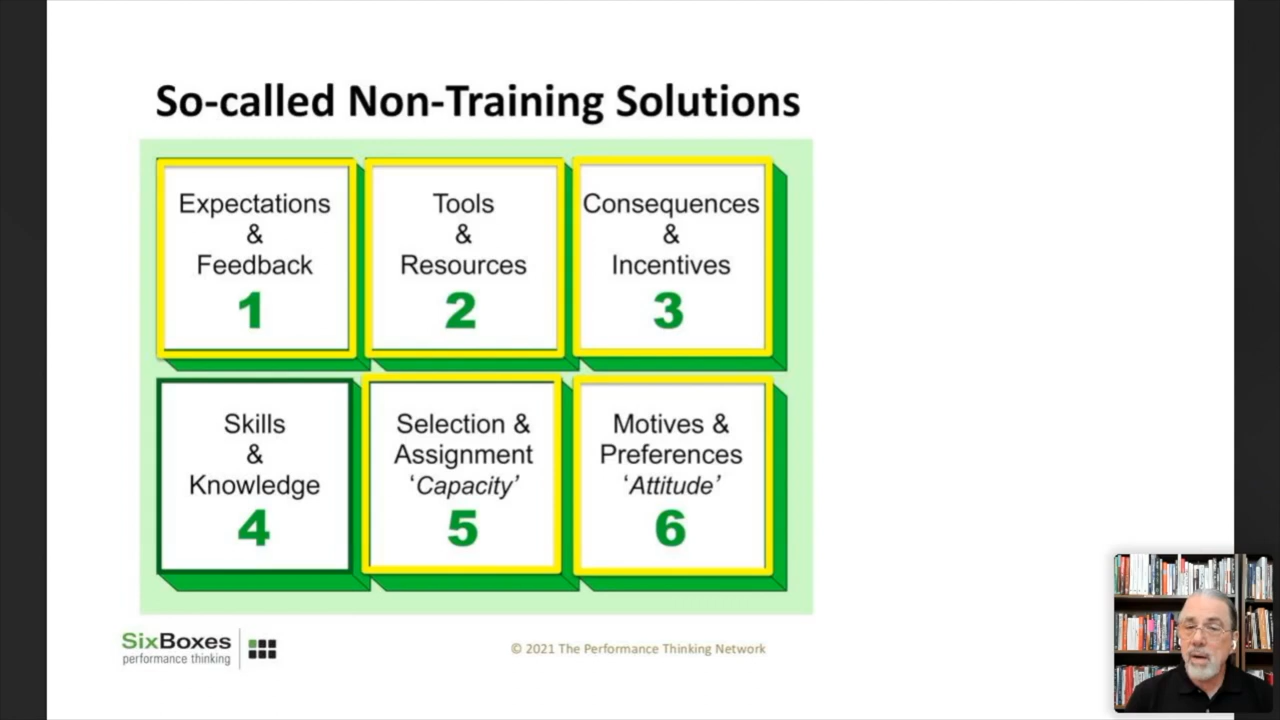 So-called Non-Training Solutions
Expectations
&
Feedback
1
Tools
&
Resources
2
Consequences
&
Incentives
3
Skills
&
Knowledge
4
Selection &
Assignment
‘Capacity’
5
Motives &
Preferences
‘Attitude’
6
SixBoxes
performance thinking
© 2021 The Performance Thinking Network